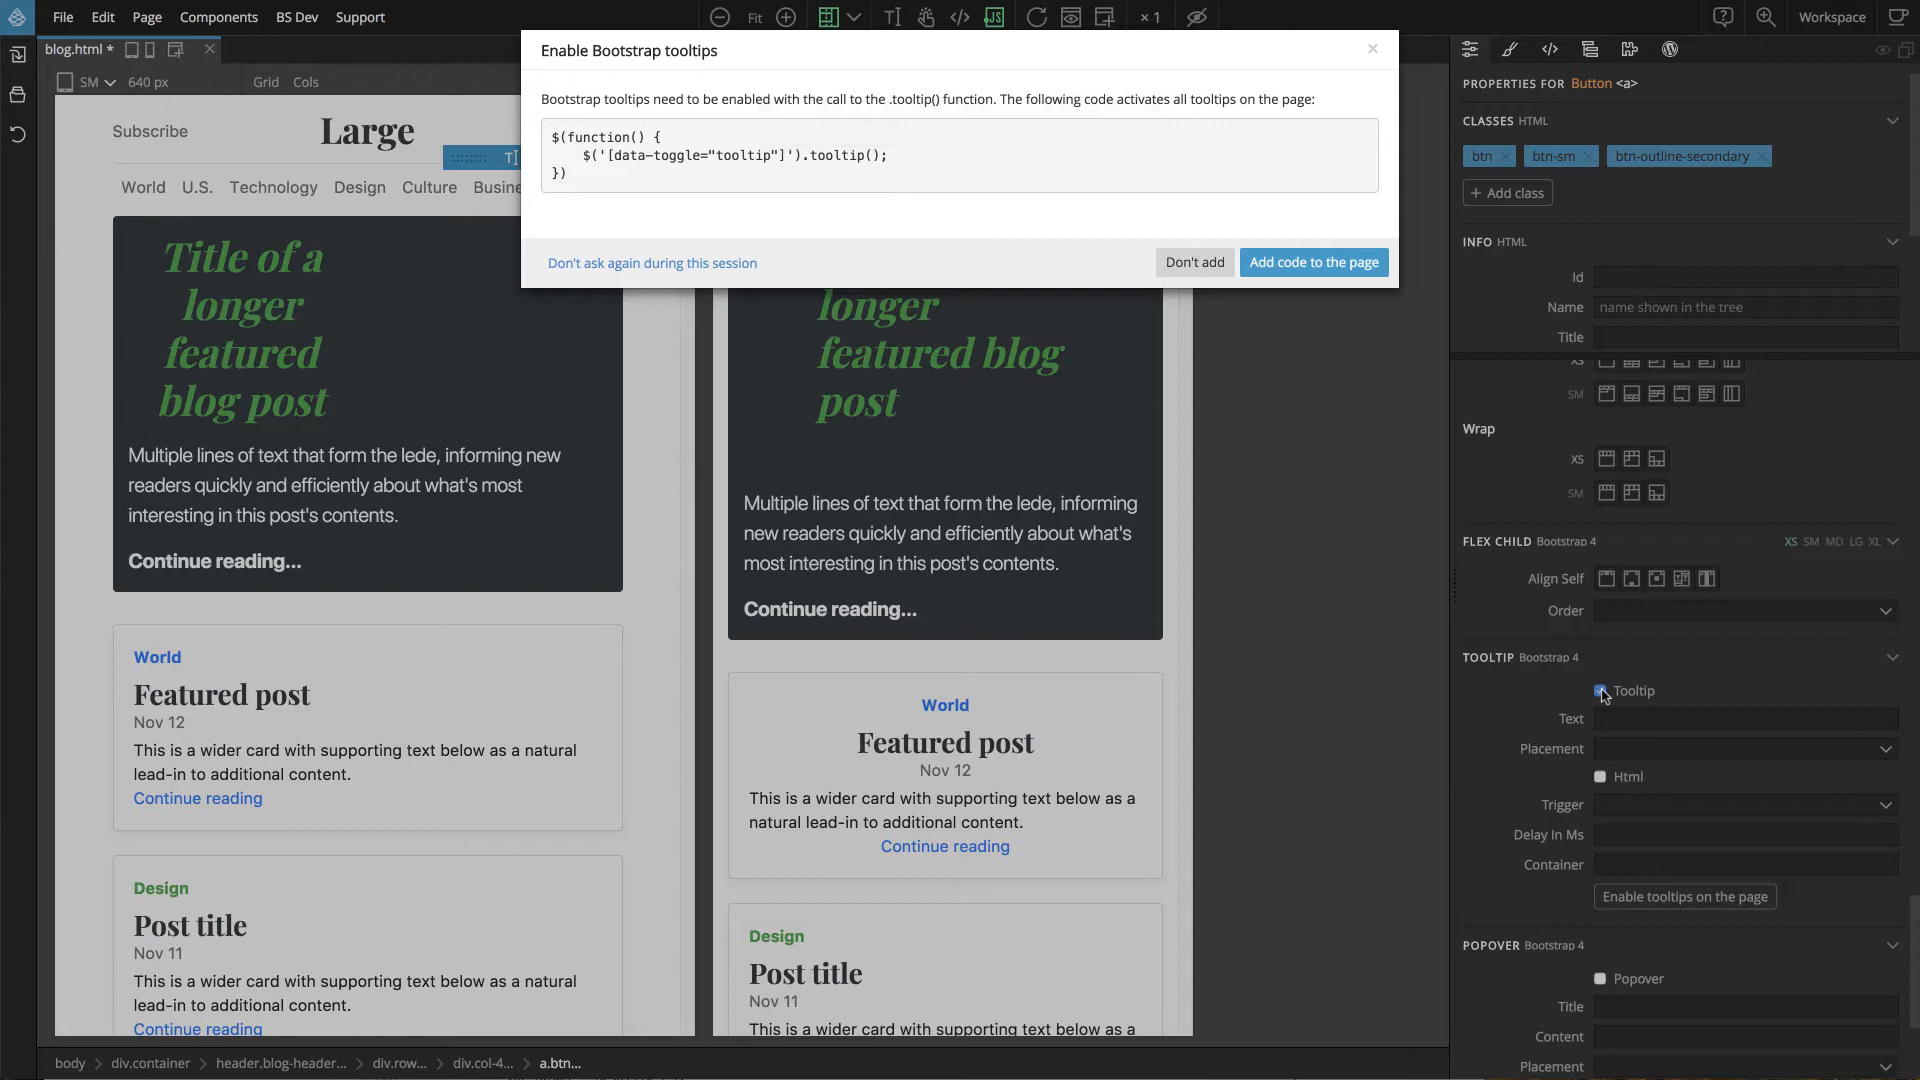 File Edit Page Components BS Dev Support
Fit
JS
× 1
Workspace
blog.html *
SM 640 px Grid Cols
Subscribe Large
World U.S. Technology Design Culture
Title of a
longer
featured
blog post
Multiple lines of text that form the lede, informing new
readers quickly and efficiently about what's most
interesting in this post's contents.
Continue reading...
World
Featured post
Nov 12
This is a wider card with supporting text below as a natural
lead-in to additional content.
Continue reading
Design
Post title
Nov 11
This is a wider card with supporting text below as a natural
lead-in to additional content.
Continue reading
longer
featured blog
post
Multiple lines of text that form the lede, informing
new readers quickly and efficiently about what's
most interesting in this post's contents.
Continue reading...
World
Featured post
Nov 12
This is a wider card with supporting text below as a
natural lead-in to additional content.
Continue reading
Design
Post title
Nov 11
This is a wider card with supporting text below as a
Enable Bootstrap tooltips
Bootstrap tooltips need to be enabled with the call to the .tooltip() function. The following code activates all tooltips on the page:
$(function() {
$('[data-toggle="tooltip"]').tooltip();
})
Don't ask again during this session
Don't add
Add code to the page
PROPERTIES FOR Button <a>
CLASSES HTML
btn btn-sm btn-outline-secondary
+ Add class
INFO HTML
Id
Name name shown in the tree
Title
XS
SM
Wrap
XS
SM
FLEX CHILD Bootstrap 4 XS SM MD LG XL
Align Self
Order
TOOLTIP Bootstrap 4
Tooltip
Text
Placement
Html
Trigger
Delay In Ms
Container
Enable tooltips on the page
POPOVER Bootstrap 4
Popover
Title
Content
Placement
body div.container header.blog-header... div.row... div.col-4... a.btn...